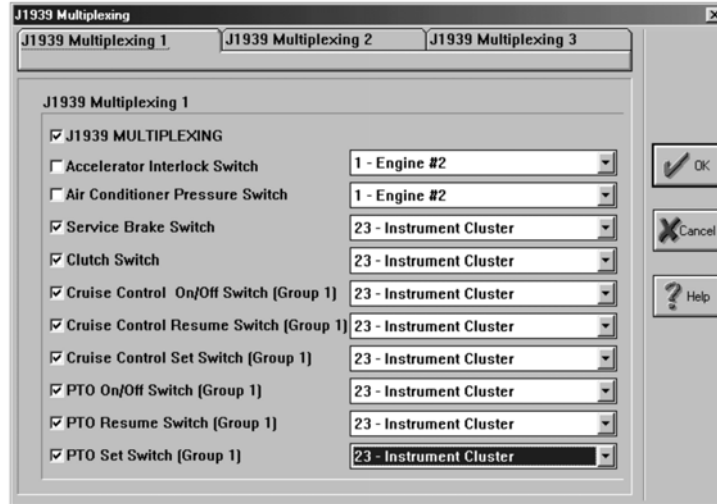 J1939 Multiplexing
J1939 Multiplexing 1 J1939 Multiplexing 2 J1939 Multiplexing 3
J1939 Multiplexing 1
J1939 MULTIPLEXING
Accelerator Interlock Switch 1 - Engine #2
Air Conditioner Pressure Switch 1 - Engine #2
Service Brake Switch 23 - Instrument Cluster
Clutch Switch 23 - Instrument Cluster
Cruise Control On/Off Switch (Group 1) 23 - Instrument Cluster
Cruise Control Resume Switch (Group 1) 23 - Instrument Cluster
Cruise Control Set Switch (Group 1) 23 - Instrument Cluster
PTO On/Off Switch (Group 1) 23 - Instrument Cluster
PTO Resume Switch (Group 1) 23 - Instrument Cluster
PTO Set Switch (Group 1) 23 - Instrument Cluster
OK
Cancel
Help